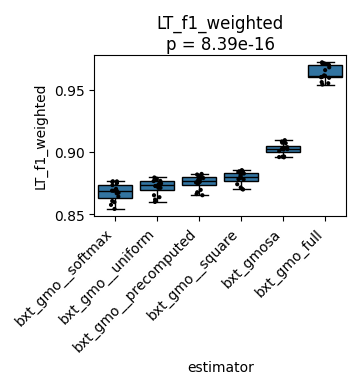 LT_f1_weighted
p = 8.39e-16
LT_f1_weighted
0.95
0.90
0.85
bxt_gmo__softmax
bxt_gmo__uniform
bxt_gmo__precomputed
bxt_gmo__square
bxt_gmosa
bxt_gmo_full
estimator